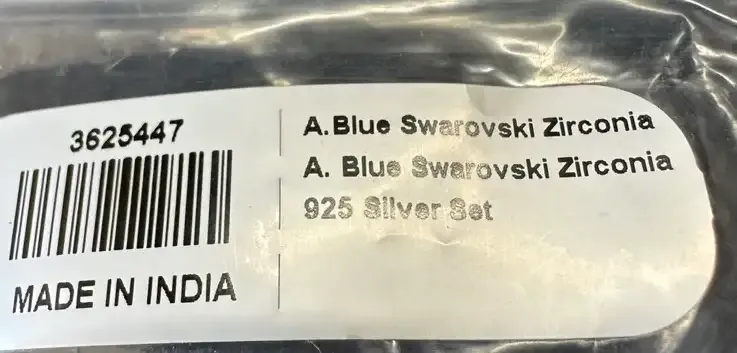 3625447
MADE IN INDIA
A.Blue Swarovski Zirconia
A. Blue Swarovski Zirconia
925 Silver Set